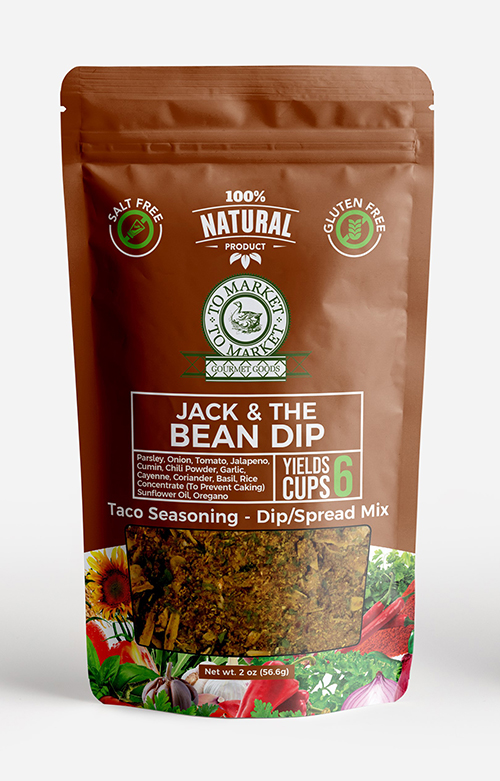 100%
NATURAL
PRODUCT
SALT FREE
GLUTEN FREE
TO MARKET
TO MARKET
GOURMET GOODS
JACK & THE
BEAN DIP
Parsley, Onion, Tomato, Jalapeno,
Cumin, Chili Powder, Garlic,
Cayenne, Coriander, Basil, Rice
Concentrate (To Prevent Caking)
Sunflower Oil, Oregano
YIELDS
CUPS 6
Taco Seasoning - Dip/Spread Mix
Net wt. 2 oz (56.6g)